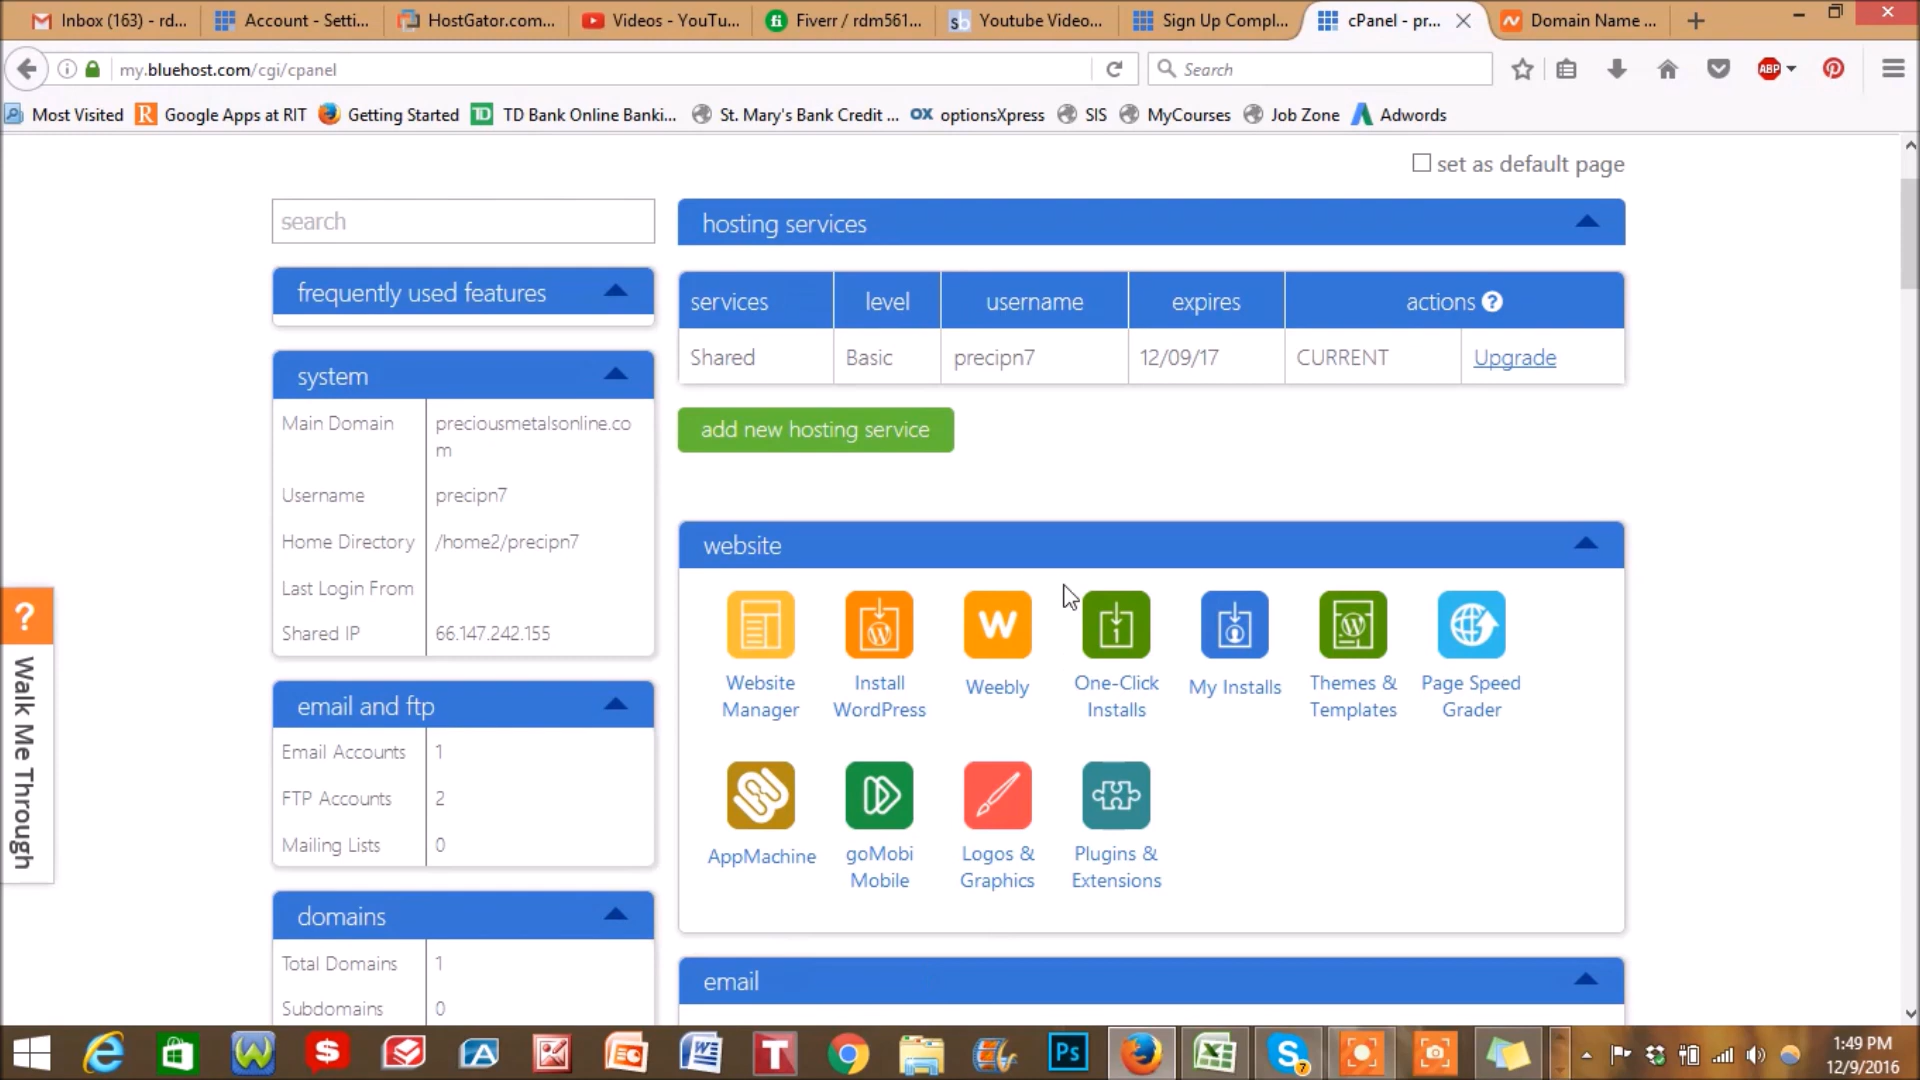 Inbox (163) - rd... Account - Setti... HostGator.com... Videos - YouTu... Fiverr / rdm561... Youtube Video... Sign Up Compl... cPanel - pr... Domain Name ...
my.bluehost.com/cgi/cpanel Search ABP
Most Visited Google Apps at RIT Getting Started TD Bank Online Banki... St. Mary's Bank Credit ... optionsXpress SIS MyCourses Job Zone Adwords
set as default page
search
frequently used features
system
Main Domain preciousmetalsonline.co
m
Username precipn7
Home Directory /home2/precipn7
Last Login From
Shared IP 66.147.242.155
email and ftp
Email Accounts 1
FTP Accounts 2
Mailing Lists 0
domains
Total Domains 1
Subdomains 0
hosting services
services level username expires actions ?
Shared Basic precipn7 12/09/17 CURRENT Upgrade
add new hosting service
website
Website Manager
Install WordPress
Weebly
One-Click Installs
My Installs
Themes & Templates
Page Speed Grader
AppMachine
goMobi Mobile
Logos & Graphics
Plugins & Extensions
email
? Walk Me Through
1:49 PM
12/9/2016